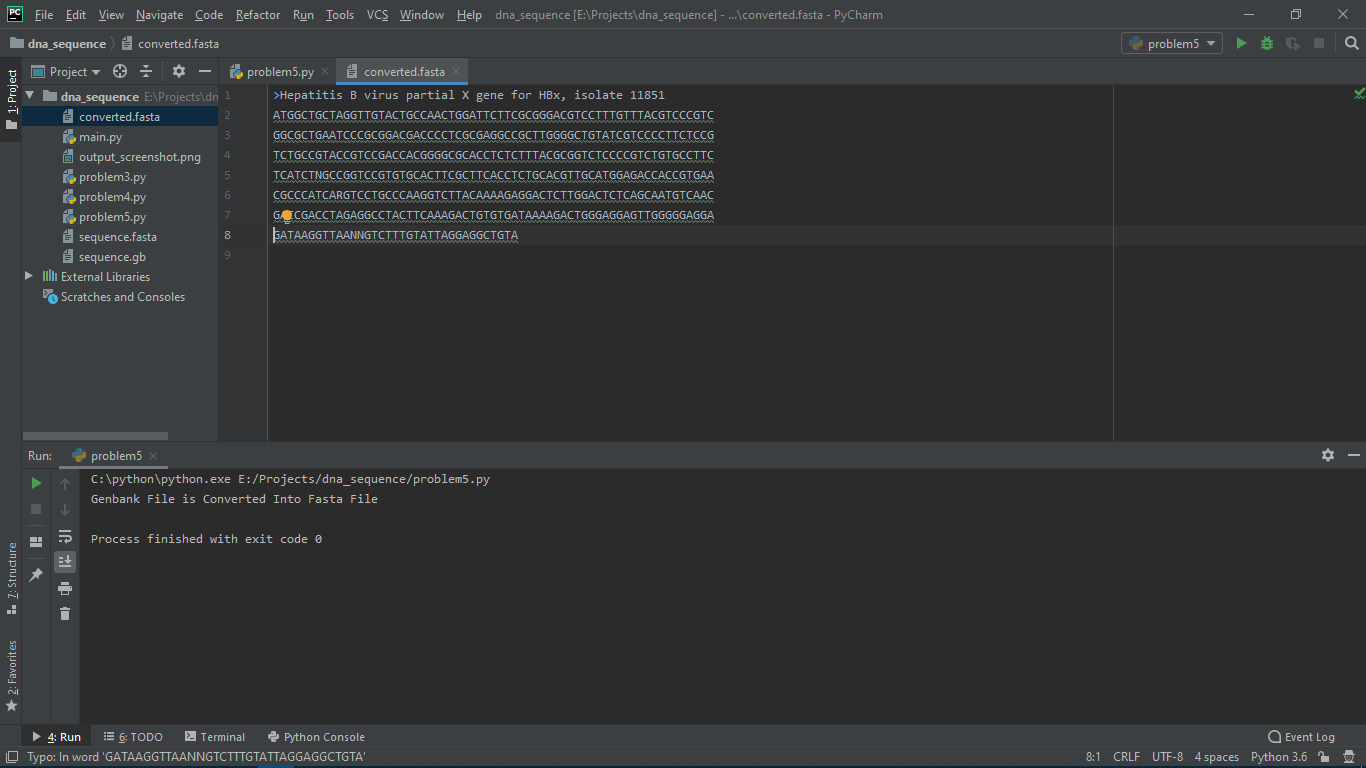 PC File Edit View Navigate Code Refactor Run Tools VCS Window Help dna_sequence [E:\Projects\dna_sequence] - ...\converted.fasta - PyCharm
dna_sequence converted.fasta problem5
1: Project
Project
problem5.py converted.fasta
dna_sequence E:\Projects\dn
converted.fasta
main.py
output_screenshot.png
problem3.py
problem4.py
problem5.py
sequence.fasta
sequence.gb
External Libraries
Scratches and Consoles
1 >Hepatitis B virus partial X gene for HBx, isolate 11851
2 ATGGCTGCTAGGTTGTACTGCCAACTGGATTCTTCGCGGGACGTCCTTTGTTTACGTCCCGTC
3 GGCGCTGAATCCCGCGGACGACCCCTCGCGAGGCCGCTTGGGGCTGTATCGTCCCCTTCTCCG
4 TCTGCCGTACCGTCCGACCACGGGGCGCACCTCTCTTTACGCGGTCTCCCCGTCTGTGCCTTC
5 TCATCTNGCCGGTCCGTGTGCACTTCGCTTCACCTCTGCACGTTGCATGGAGACCACCGTGAA
6 CGCCCATCARGTCCTGCCCAAGGTCTTACAAAAGAGGACTCTTGGACTCTCAGCAATGTCAAC
7 G CGACCTAGAGGCCTACTTCAAAGACTGTGTGATAAAAGACTGGGAGGAGTTGGGGGAGGA
8 GATAAGGTTAANNGTCTTTGTATTAGGAGGCTGTA
9
Run: problem5
C:\python\python.exe E:/Projects/dna_sequence/problem5.py
Genbank File is Converted Into Fasta File
Process finished with exit code 0
7: Structure
2: Favorites
4: Run 6: TODO Terminal Python Console Event Log
Typo: In word 'GATAAGGTTAANNGTCTTTGTATTAGGAGGCTGTA' 8:1 CRLF UTF-8 4 spaces Python 3.6